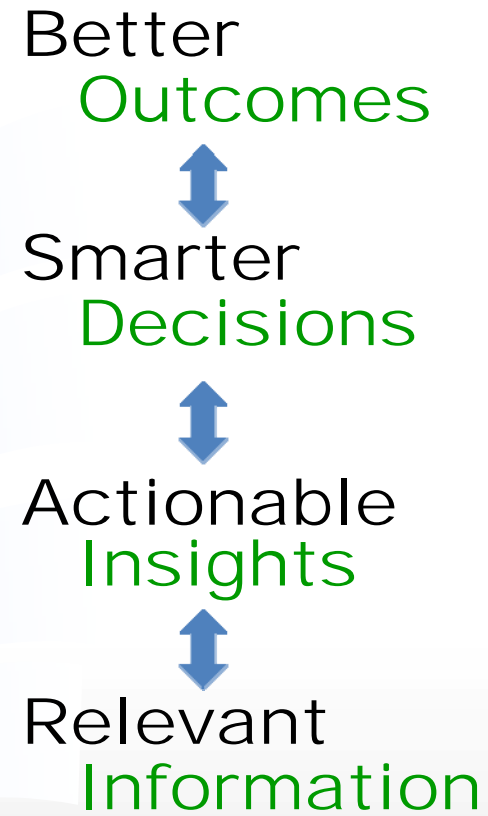 Better
Outcomes
Smarter
Decisions
Actionable
Insights
Relevant
Information